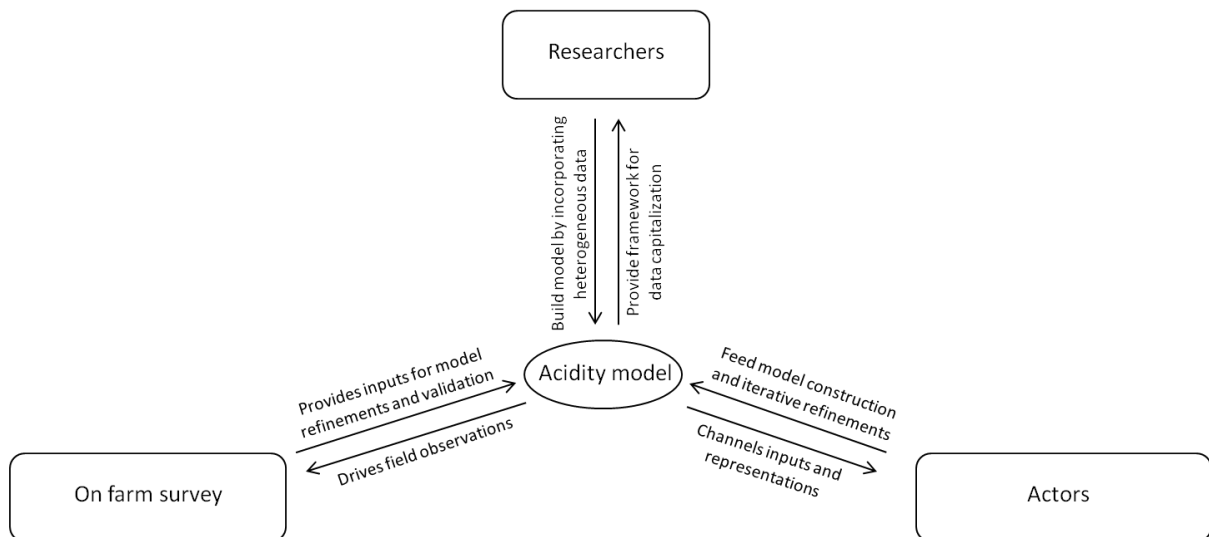 Researchers
Build model by incorporating
heterogeneous data
Provide framework for
data capitalization
Acidity model
Provides inputs for model
refinements and validation
Drives field observations
Feed model construction
and iterative refinements
Channels inputs and
representations
On farm survey
Actors